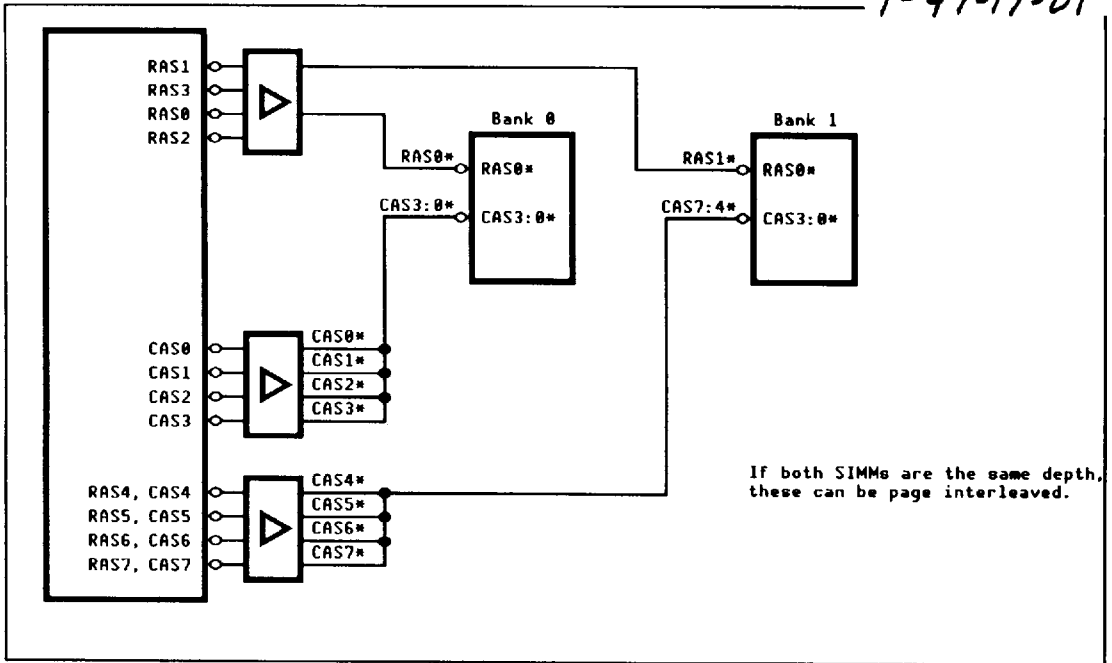 RAS1
RAS3
RAS0
RAS2
Bank 0
RAS0*
RAS0*
CAS3:0*
CAS3:0*
Bank 1
RAS1*
RAS0*
CAS7:4*
CAS3:0*
CAS0
CAS1
CAS2
CAS3
CAS0*
CAS1*
CAS2*
CAS3*
RAS4, CAS4
RAS5, CAS5
RAS6, CAS6
RAS7, CAS7
CAS4*
CAS5*
CAS6*
CAS7*
If both SIMMs are the same depth,
these can be page interleaved.